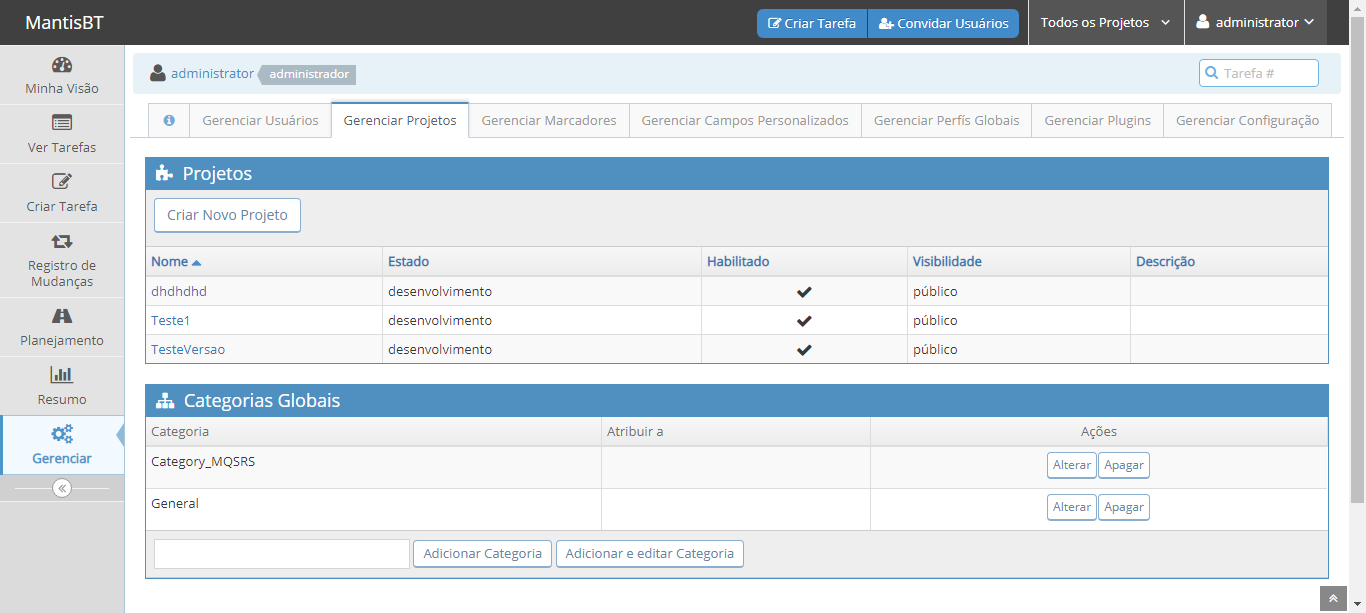 MantisBT
Criar Tarefa
Convidar Usuários
Todos os Projetos
administrator
Minha Visão
Ver Tarefas
Criar Tarefa
Registro de
Mudanças
Planejamento
Resumo
Gerenciar
administrator
administrador
Tarefa #
Gerenciar Usuários
Gerenciar Projetos
Gerenciar Marcadores
Gerenciar Campos Personalizados
Gerenciar Perfís Globais
Gerenciar Plugins
Gerenciar Configuração
Projetos
Criar Novo Projeto
Nome Estado Habilitado Visibilidade Descrição
dhdhdhd desenvolvimento público
Teste1 desenvolvimento público
TesteVersao desenvolvimento público
Categorias Globais
Categoria Atribuir a Ações
Category_MQSRS Alterar Apagar
General Alterar Apagar
Adicionar Categoria Adicionar e editar Categoria